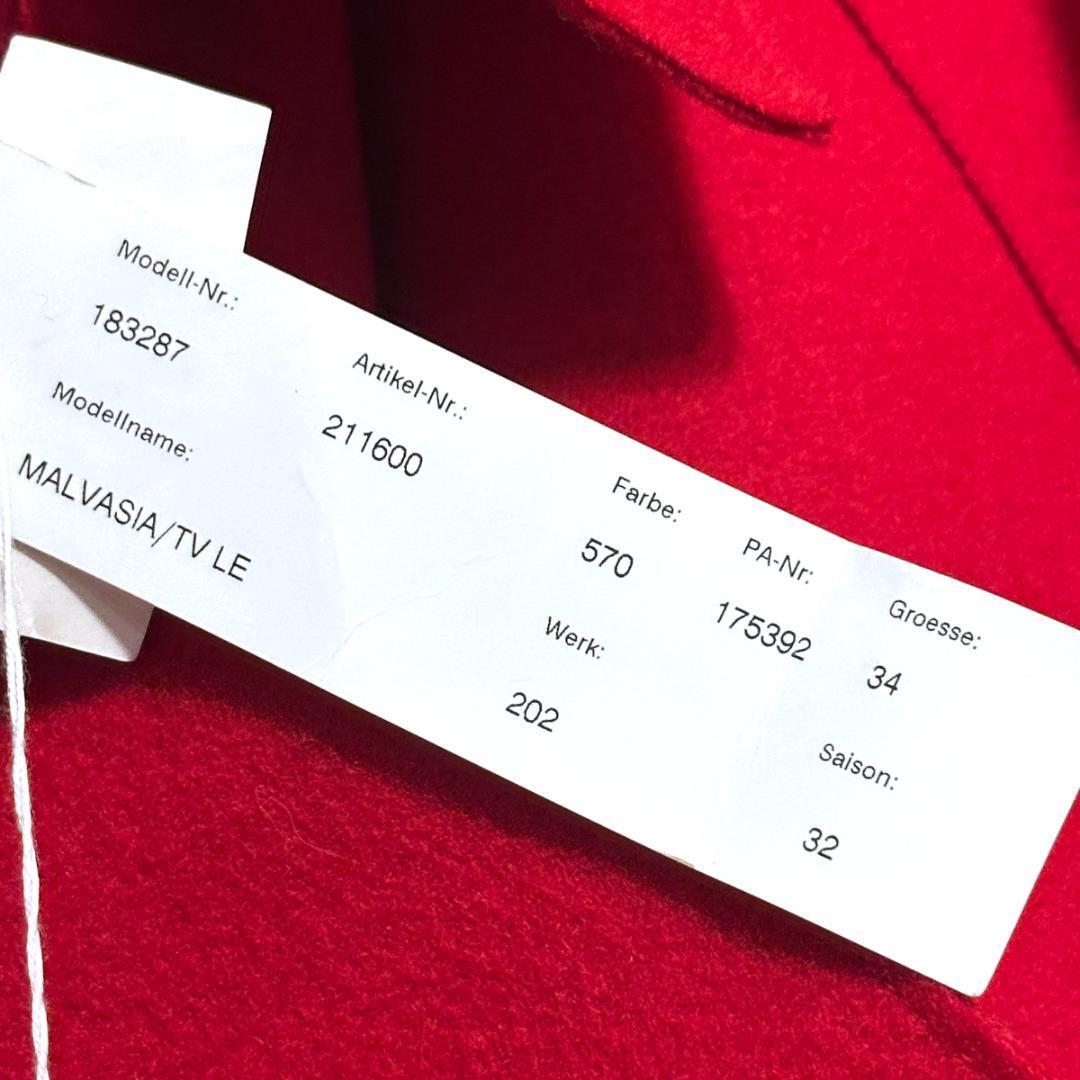 Modell-Nr.:
183287
Modellname:
MALVASIA/TV LE
Artikel-Nr.:
211600
Farbe:
570
Werk:
202
PA-Nr:
175392
Groesse:
34
Saison:
32